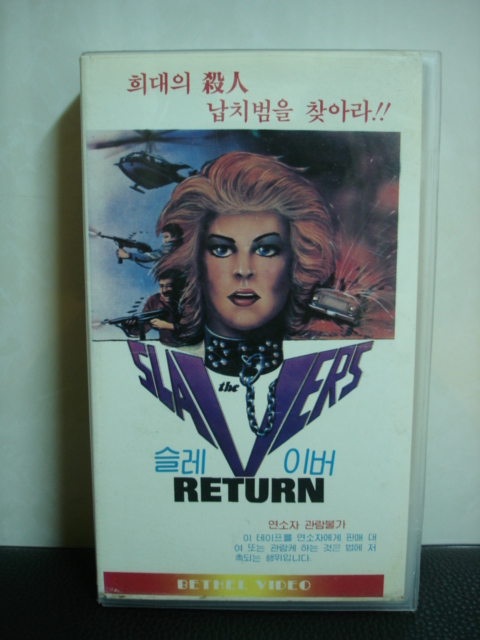 희대의 殺人
납치범을 찾아라!!
the
SLAVERS
슬레이버
RETURN
연소자 관람불가
이 테이프를 연소자에게 판매 대
여 또는 관람케 하는 것은 법에 저
촉되는 행위입니다.
BETHEL VIDEO